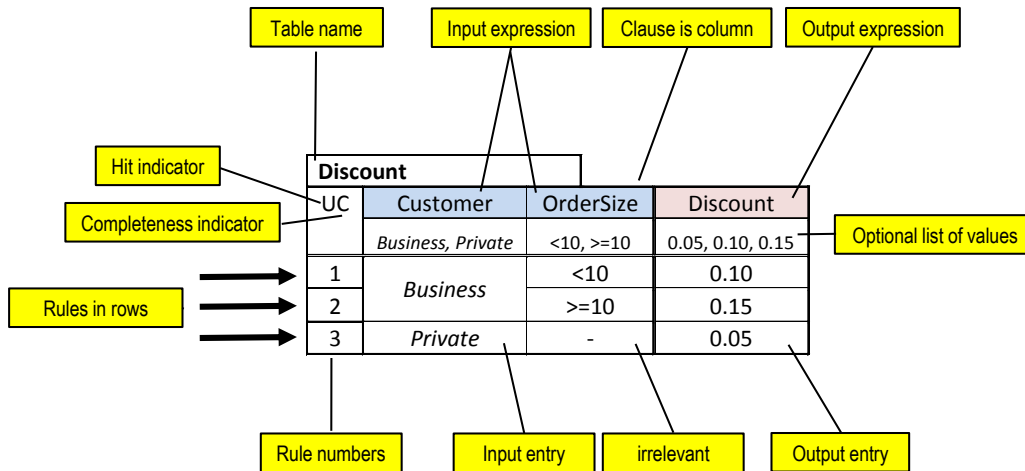 Table name
Input expression
Clause is column
Output expression
Hit indicator
Completeness indicator
Discount
UC Customer OrderSize Discount
Business, Private <10, >=10 0.05, 0.10, 0.15
Optional list of values
Rules in rows
1 Business <10 0.10
2 >=10 0.15
3 Private - 0.05
Rule numbers
Input entry
irrelevant
Output entry